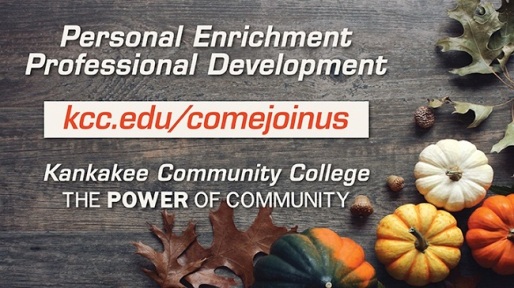 Personal Enrichment
Professional Development
kcc.edu/comejoinus
Kankakee Community College
THE POWER OF COMMUNITY